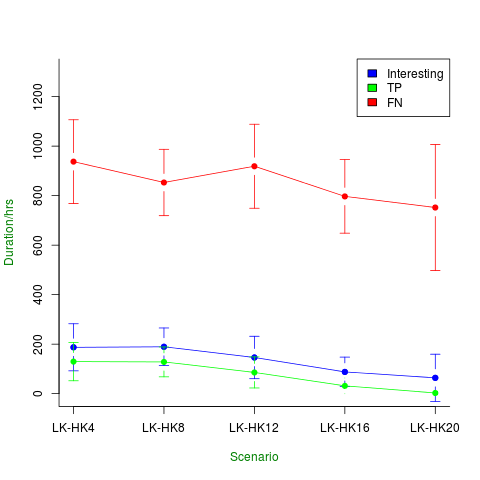 Interesting
TP
FN
Duration/hrs
1200
1000
800
600
400
200
0
LK-HK4 LK-HK8 LK-HK12 LK-HK16 LK-HK20
Scenario